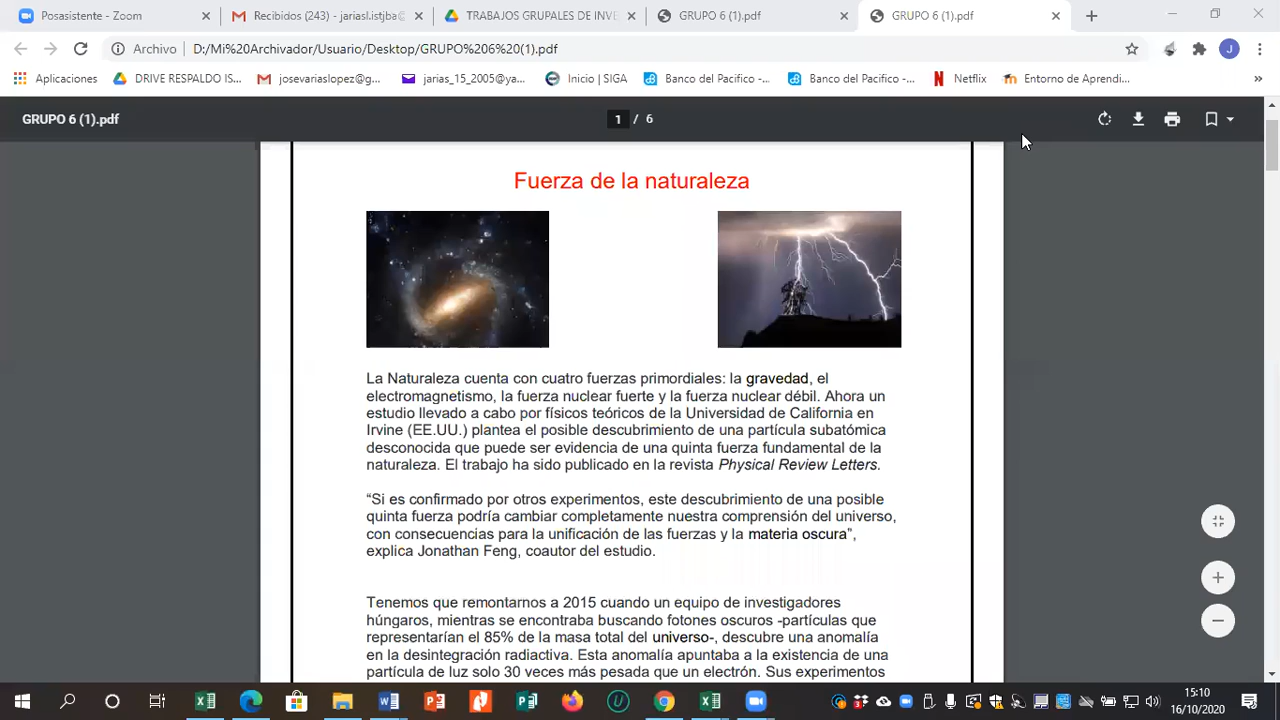 Posasistente - Zoom
Recibidos (243) - jariasl.istjba@
TRABAJOS GRUPALES DE INVE
GRUPO 6 (1).pdf
GRUPO 6 (1).pdf
Archivo D:/Mi%20Archivador/Usuario/Desktop/GRUPO%206%20(1).pdf
J
Aplicaciones
DRIVE RESPALDO IS...
josevariaslopez@g...
jarias_15_2005@ya...
Inicio | SIGA
Banco del Pacifico -...
Banco del Pacifico -...
Netflix
Entorno de Aprendi...
GRUPO 6 (1).pdf
1 / 6
Fuerza de la naturaleza
La Naturaleza cuenta con cuatro fuerzas primordiales: la gravedad, el
electromagnetismo, la fuerza nuclear fuerte y la fuerza nuclear débil. Ahora un
estudio llevado a cabo por físicos teóricos de la Universidad de California en
Irvine (EE.UU.) plantea el posible descubrimiento de una partícula subatómica
desconocida que puede ser evidencia de una quinta fuerza fundamental de la
naturaleza. El trabajo ha sido publicado en la revista Physical Review Letters.
“Si es confirmado por otros experimentos, este descubrimiento de una posible
quinta fuerza podría cambiar completamente nuestra comprensión del universo,
con consecuencias para la unificación de las fuerzas y la materia oscura”,
explica Jonathan Feng, coautor del estudio.
Tenemos que remontarnos a 2015 cuando un equipo de investigadores
húngaros, mientras se encontraba buscando fotones oscuros -partículas que
representarían el 85% de la masa total del universo-, descubre una anomalía
en la desintegración radiactiva. Esta anomalía apuntaba a la existencia de una
partícula de luz solo 30 veces más pesada que un electrón. Sus experimentos
15:10
16/10/2020